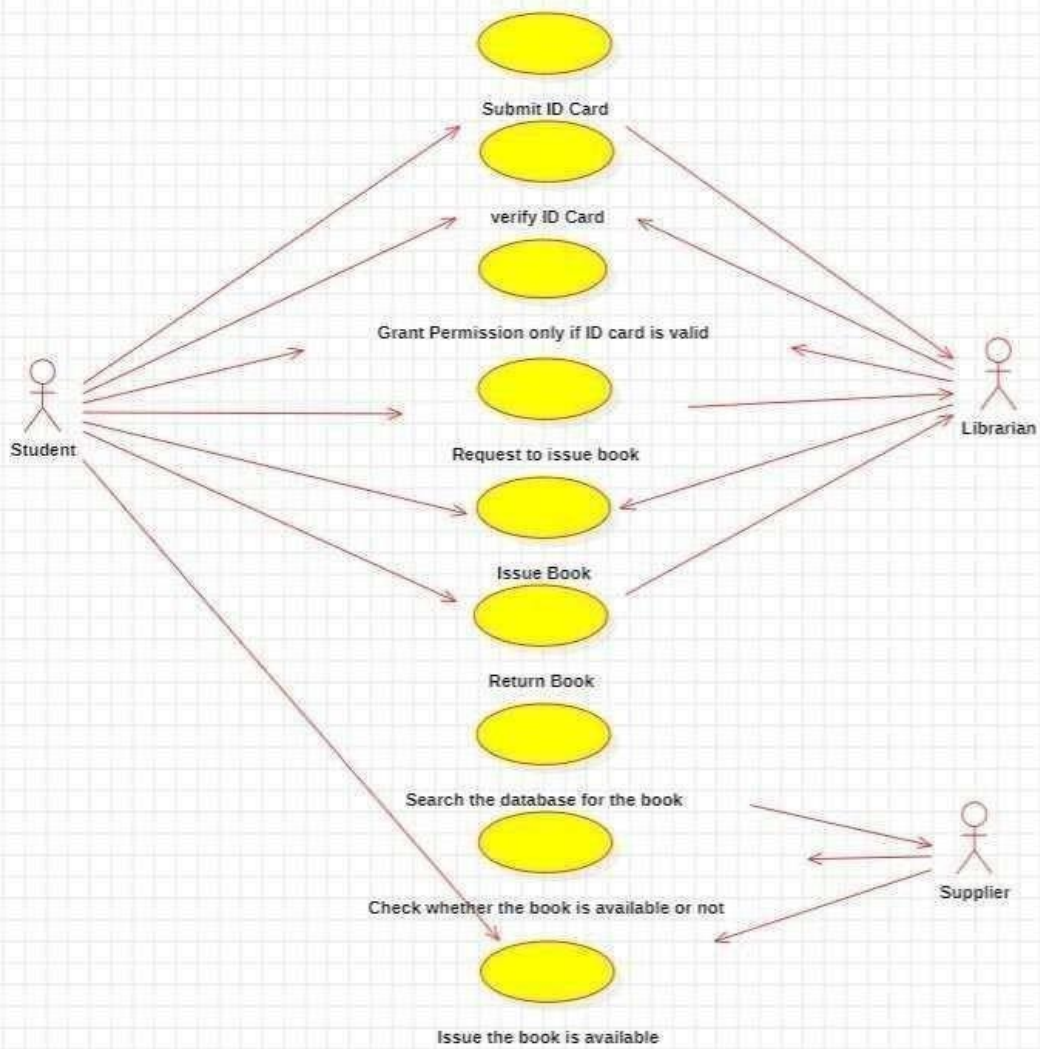 Submit ID Card
verify ID Card
Grant Permission only if ID card is valid
Student
Librarian
Request to issue book
Issue Book
Return Book
Search the database for the book
Supplier
Check whether the book is available or not
Issue the book is available